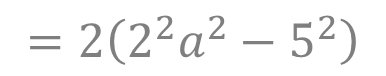 = 2(2²a² − 5²)